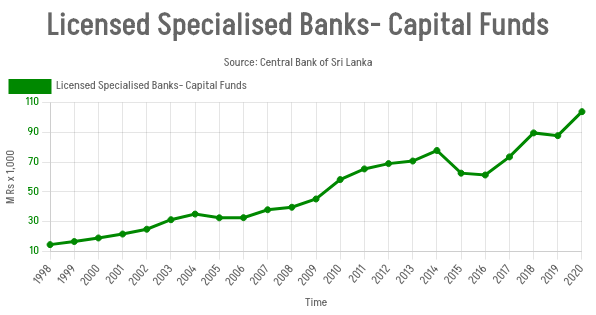 Licensed Specialised Banks- Capital Funds
Source: Central Bank of Sri Lanka
Licensed Specialised Banks- Capital Funds
110
90
70
50
30
10
M Rs x 1,000
1998 1999 2000 2001 2002 2003 2004 2005 2006 2007 2008 2009 2010 2011 2012 2013 2014 2015 2016 2017 2018 2019 2020
Time